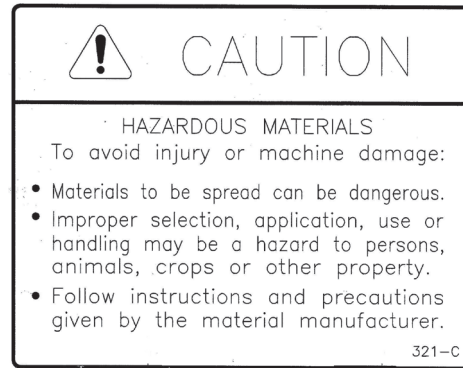 CAUTION
HAZARDOUS MATERIALS
To avoid injury or machine damage:
• Materials to be spread can be dangerous.
• Improper selection, application, use or
handling may be a hazard to persons,
animals, crops or other property.
• Follow instructions and precautions
given by the material manufacturer.
321-C